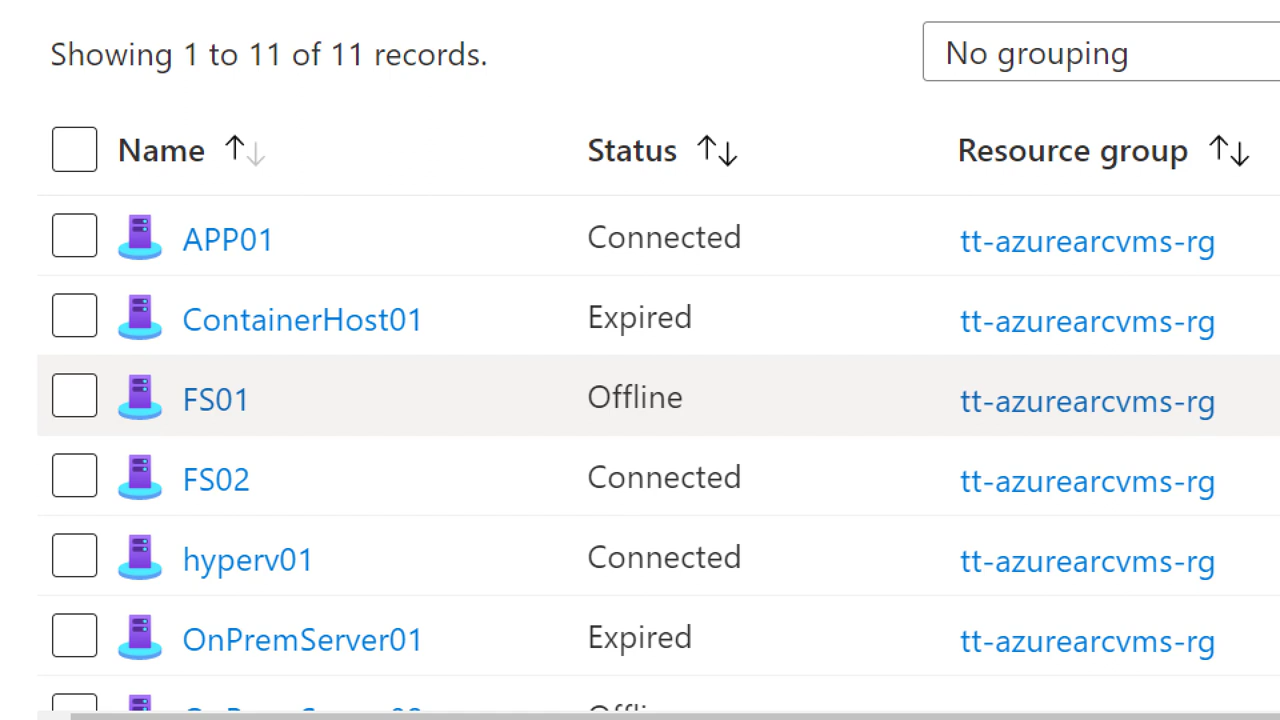 Showing 1 to 11 of 11 records.
No grouping
Name Status Resource group
APP01 Connected tt-azurearcvms-rg
ContainerHost01 Expired tt-azurearcvms-rg
FS01 Offline tt-azurearcvms-rg
FS02 Connected tt-azurearcvms-rg
hyperv01 Connected tt-azurearcvms-rg
OnPremServer01 Expired tt-azurearcvms-rg